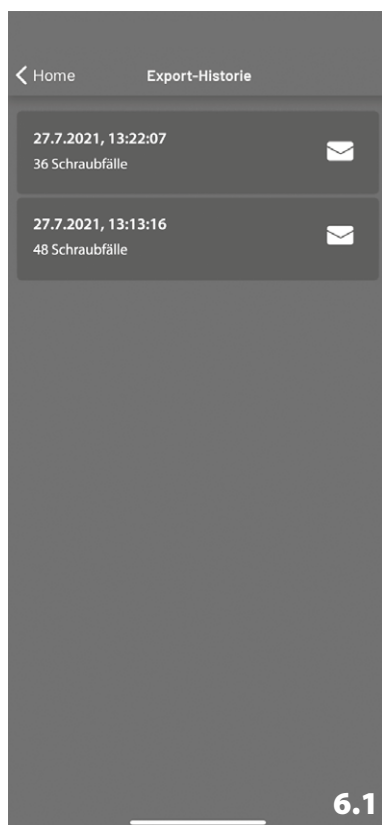 Home
Export-Historie
27.7.2021, 13:22:07
36 Schraubfälle
27.7.2021, 13:13:16
48 Schraubfälle
6.1